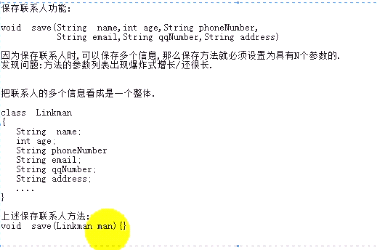 保存联系人功能:
void save(String name,int age,String phoneNumber,
String email,String qqNumber,String address)
因为保存联系人时,可以保存多个信息,那么保存方法就必须设置为具有N个参数的.
发现问题:方法的参数列表出现爆炸式增长/还很长.
把联系人的多个信息看成是一个整体.
class Linkman
{
String name;
int age;
String phoneNumber
String email;
String qqNumber;
String address;
....
}
上述保存联系人方法:
void save(Linkman man){}